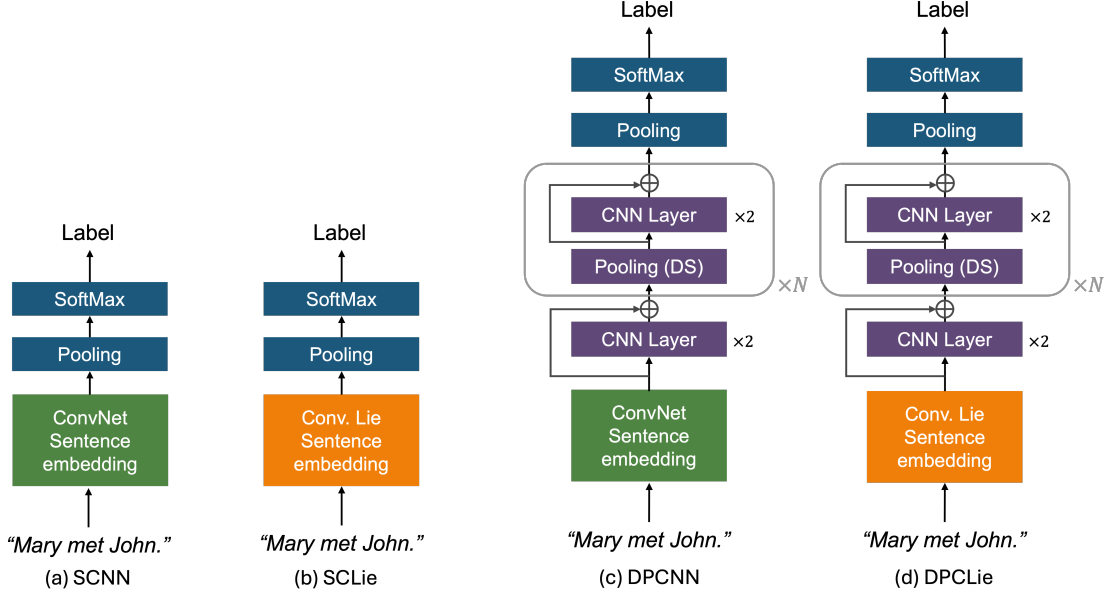 Label
SoftMax
Pooling
ConvNet
Sentence
embedding
"Mary met John."
(a) SCNN
Label
SoftMax
Pooling
Conv. Lie
Sentence
embedding
"Mary met John."
(b) SCLie
Label
SoftMax
Pooling
CNN Layer ×2
Pooling (DS)
×N
CNN Layer ×2
ConvNet
Sentence
embedding
"Mary met John."
(c) DPCNN
Label
SoftMax
Pooling
CNN Layer ×2
Pooling (DS)
×N
CNN Layer ×2
Conv. Lie
Sentence
embedding
"Mary met John."
(d) DPCLie